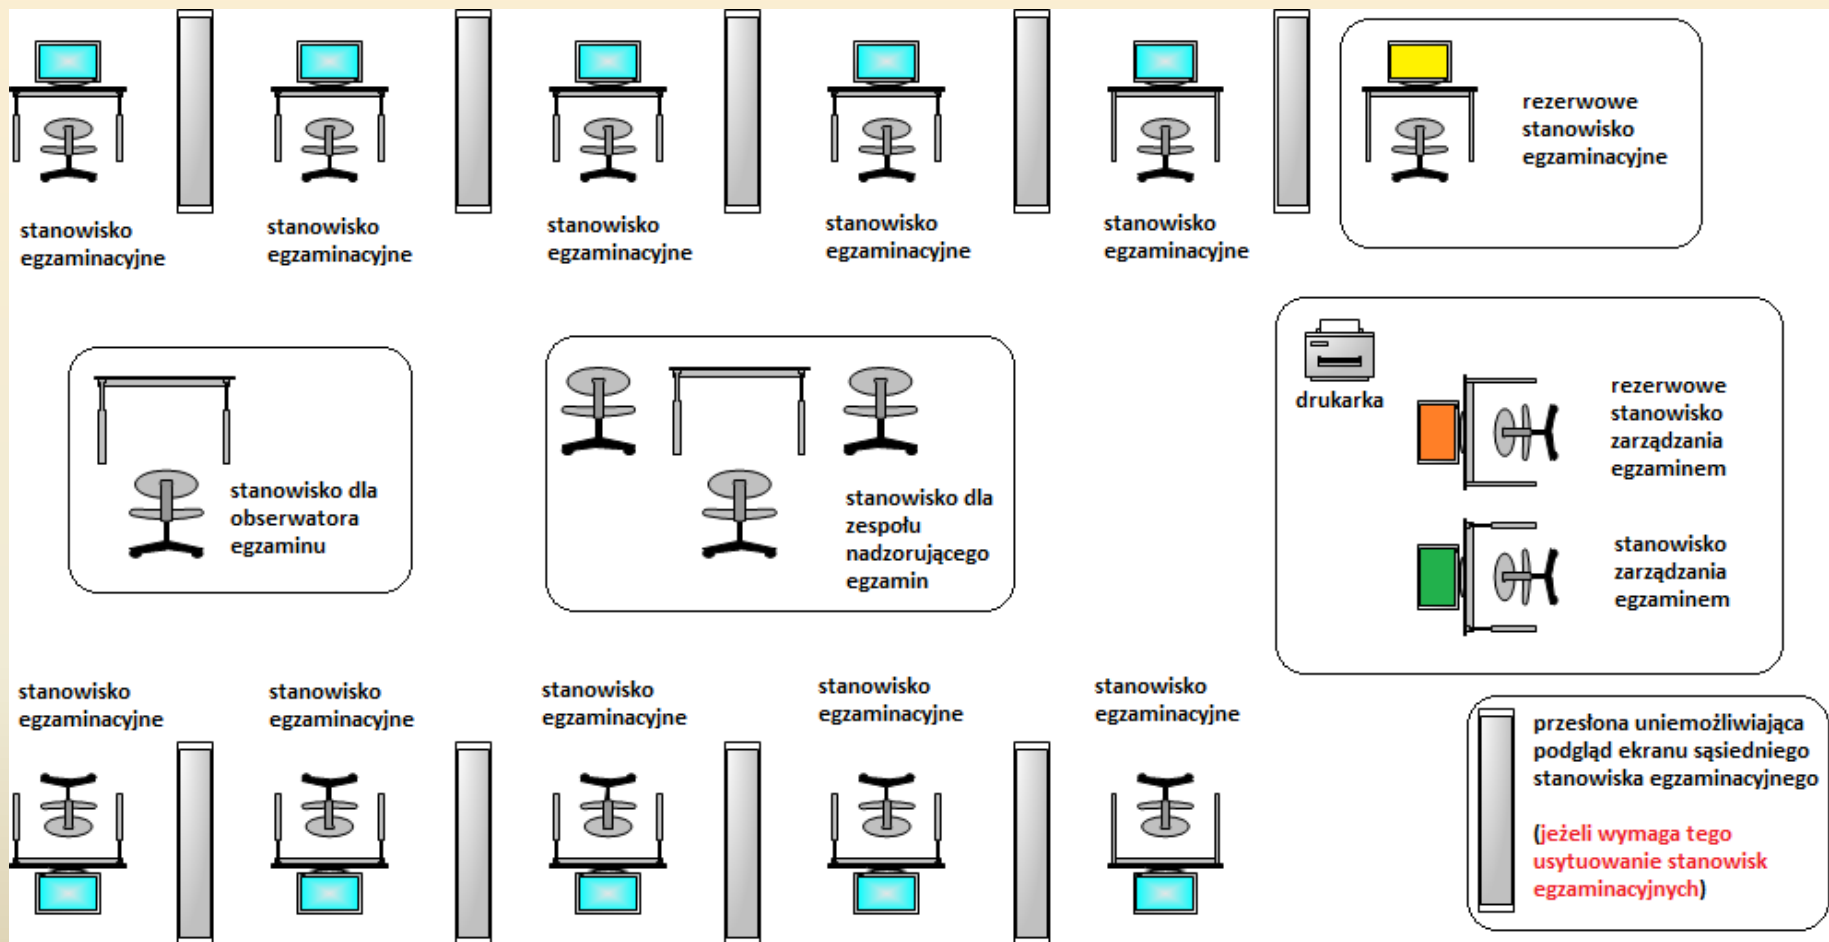 rezerwowe
stanowisko
egzaminacyjne
stanowisko
egzaminacyjne
stanowisko
egzaminacyjne
stanowisko
egzaminacyjne
stanowisko
egzaminacyjne
stanowisko
egzaminacyjne
drukarka
rezerwowe
stanowisko
zarządzania
egzaminem
stanowisko dla
obserwatora
egzaminu
stanowisko dla
zespołu
nadzorującego
egzamin
stanowisko
zarządzania
egzaminem
stanowisko
egzaminacyjne
stanowisko
egzaminacyjne
stanowisko
egzaminacyjne
stanowisko
egzaminacyjne
stanowisko
egzaminacyjne
przesłona uniemożliwiająca
podgląd ekranu sąsiedniego
stanowiska egzaminacyjnego
(jeżeli wymaga tego
usytuowanie stanowisk
egzaminacyjnych)